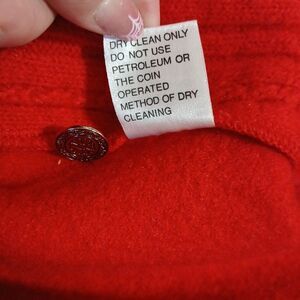 DRY CLEAN ONLY
DO NOT USE
PETROLEUM OR
THE COIN
OPERATED
METHOD OF DRY
CLEANING